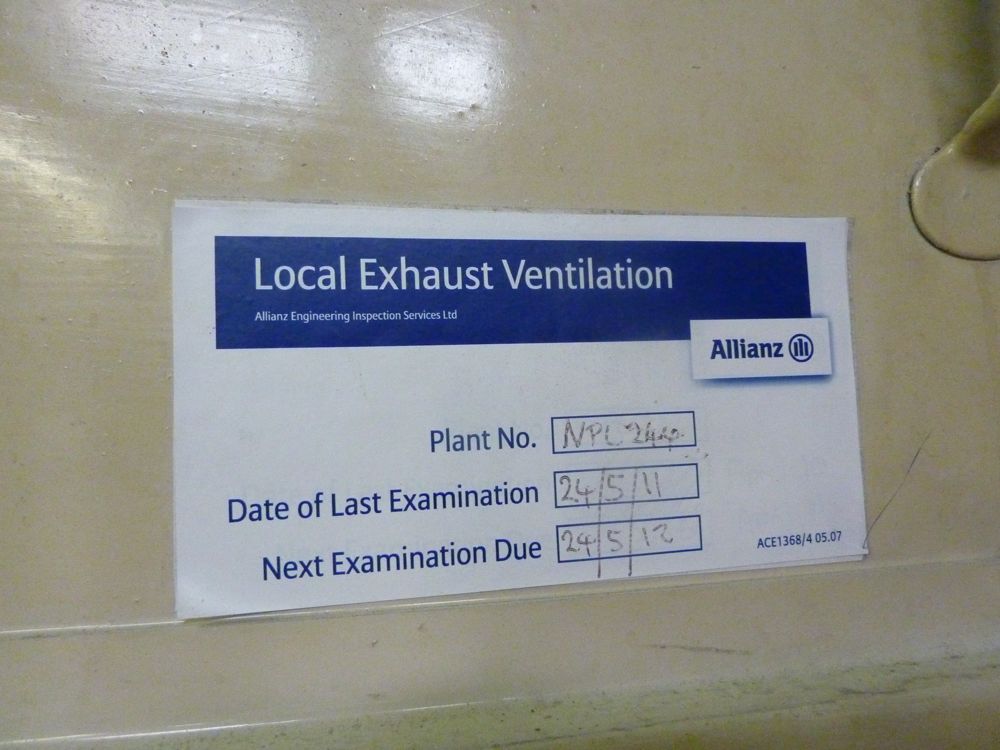 Local Exhaust Ventilation
Allianz Engineering Inspection Services Ltd
Allianz
Plant No. NPL
Date of Last Examination 24/5/11
Next Examination Due 24/5/12
ACE1368/4 05.07